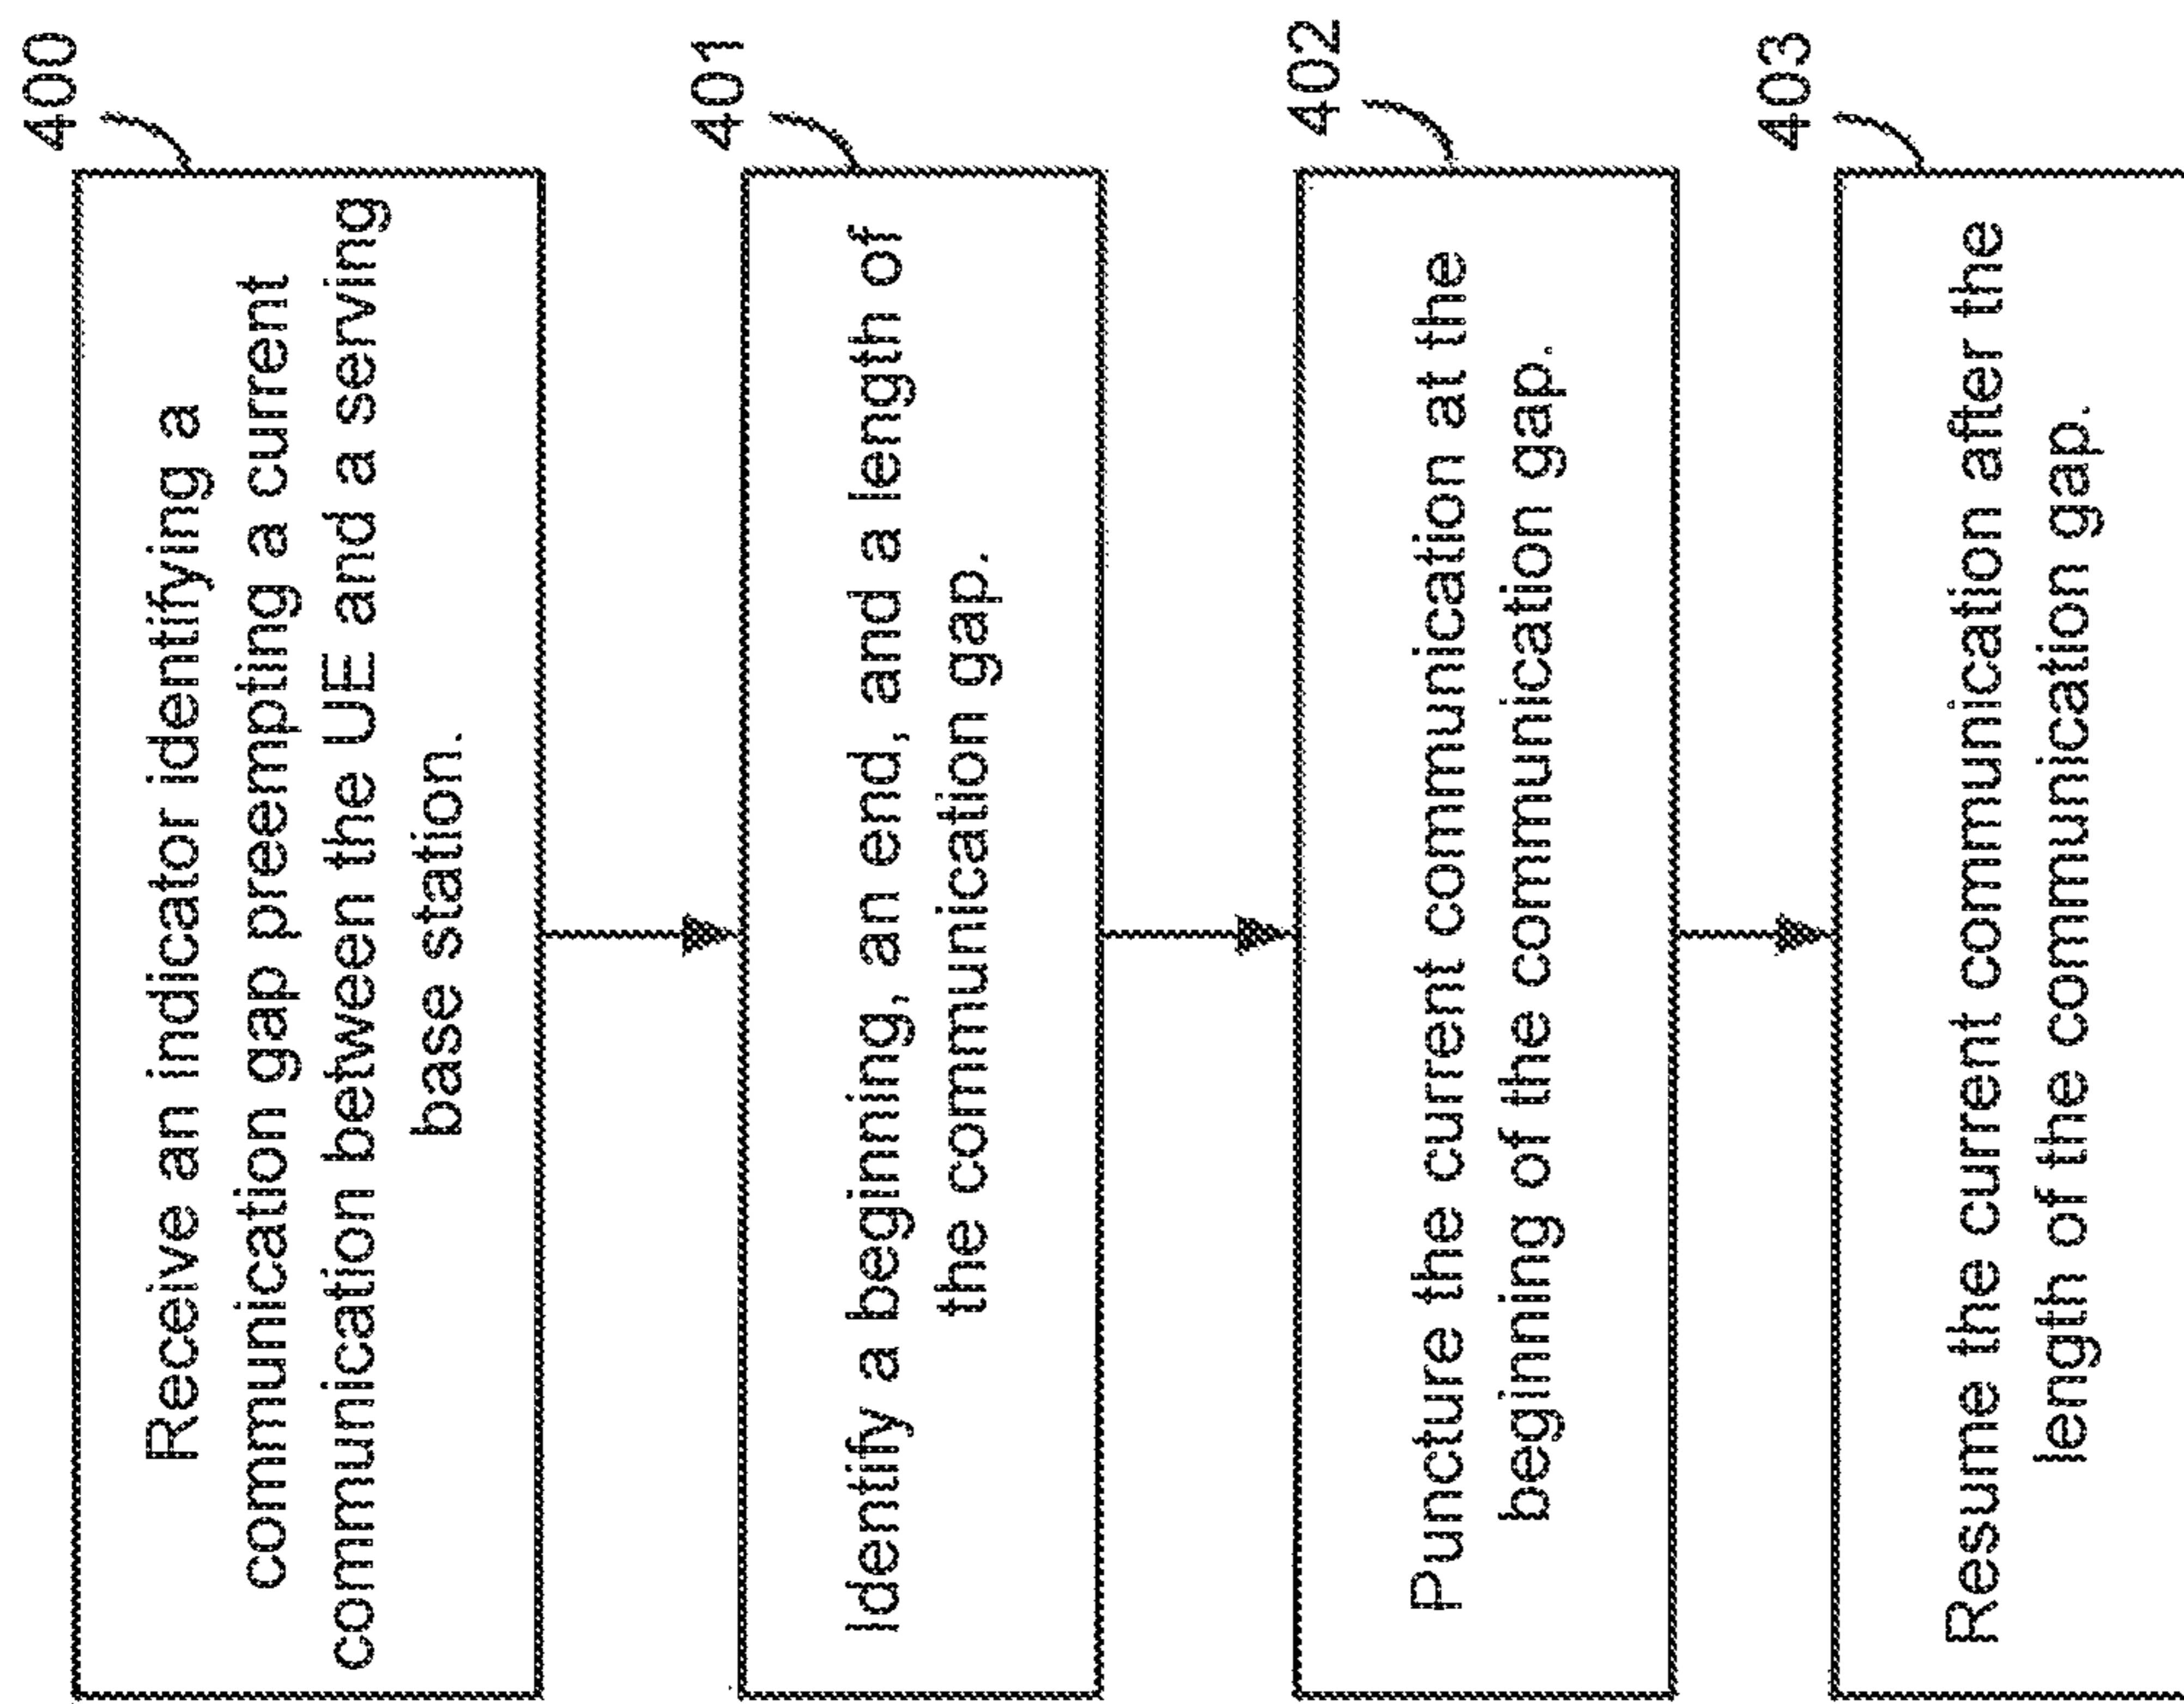 400
Receive an indicator identifying a
communication gap preempting a current
communication between the UE and a serving
base station.
401
Identify a beginning, an end, and a length of
the communication gap.
402
Puncture the current communication at the
beginning of the communication gap.
403
Resume the current communication after the
length of the communication gap.